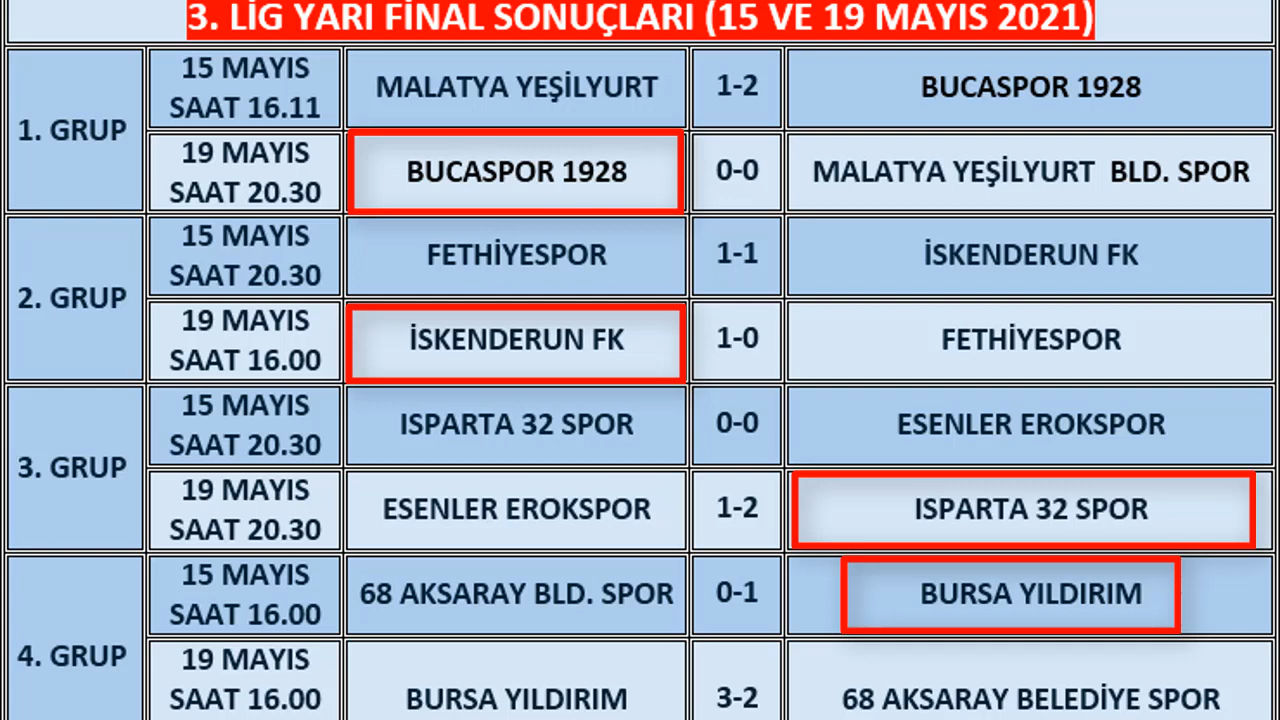 3. LİG YARI FİNAL SONUÇLARI (15 VE 19 MAYIS 2021)
1. GRUP
15 MAYIS
SAAT 16.11
MALATYA YEŞİLYURT
1-2
BUCASPOR 1928
19 MAYIS
SAAT 20.30
BUCASPOR 1928
0-0
MALATYA YEŞİLYURT BLD. SPOR
2. GRUP
15 MAYIS
SAAT 20.30
FETHİYESPOR
1-1
İSKENDERUN FK
19 MAYIS
SAAT 16.00
İSKENDERUN FK
1-0
FETHİYESPOR
3. GRUP
15 MAYIS
SAAT 20.30
ISPARTA 32 SPOR
0-0
ESENLER EROKSPOR
19 MAYIS
SAAT 20.30
ESENLER EROKSPOR
1-2
ISPARTA 32 SPOR
4. GRUP
15 MAYIS
SAAT 16.00
68 AKSARAY BLD. SPOR
0-1
BURSA YILDIRIM
19 MAYIS
SAAT 16.00
BURSA YILDIRIM
3-2
68 AKSARAY BELEDİYE SPOR